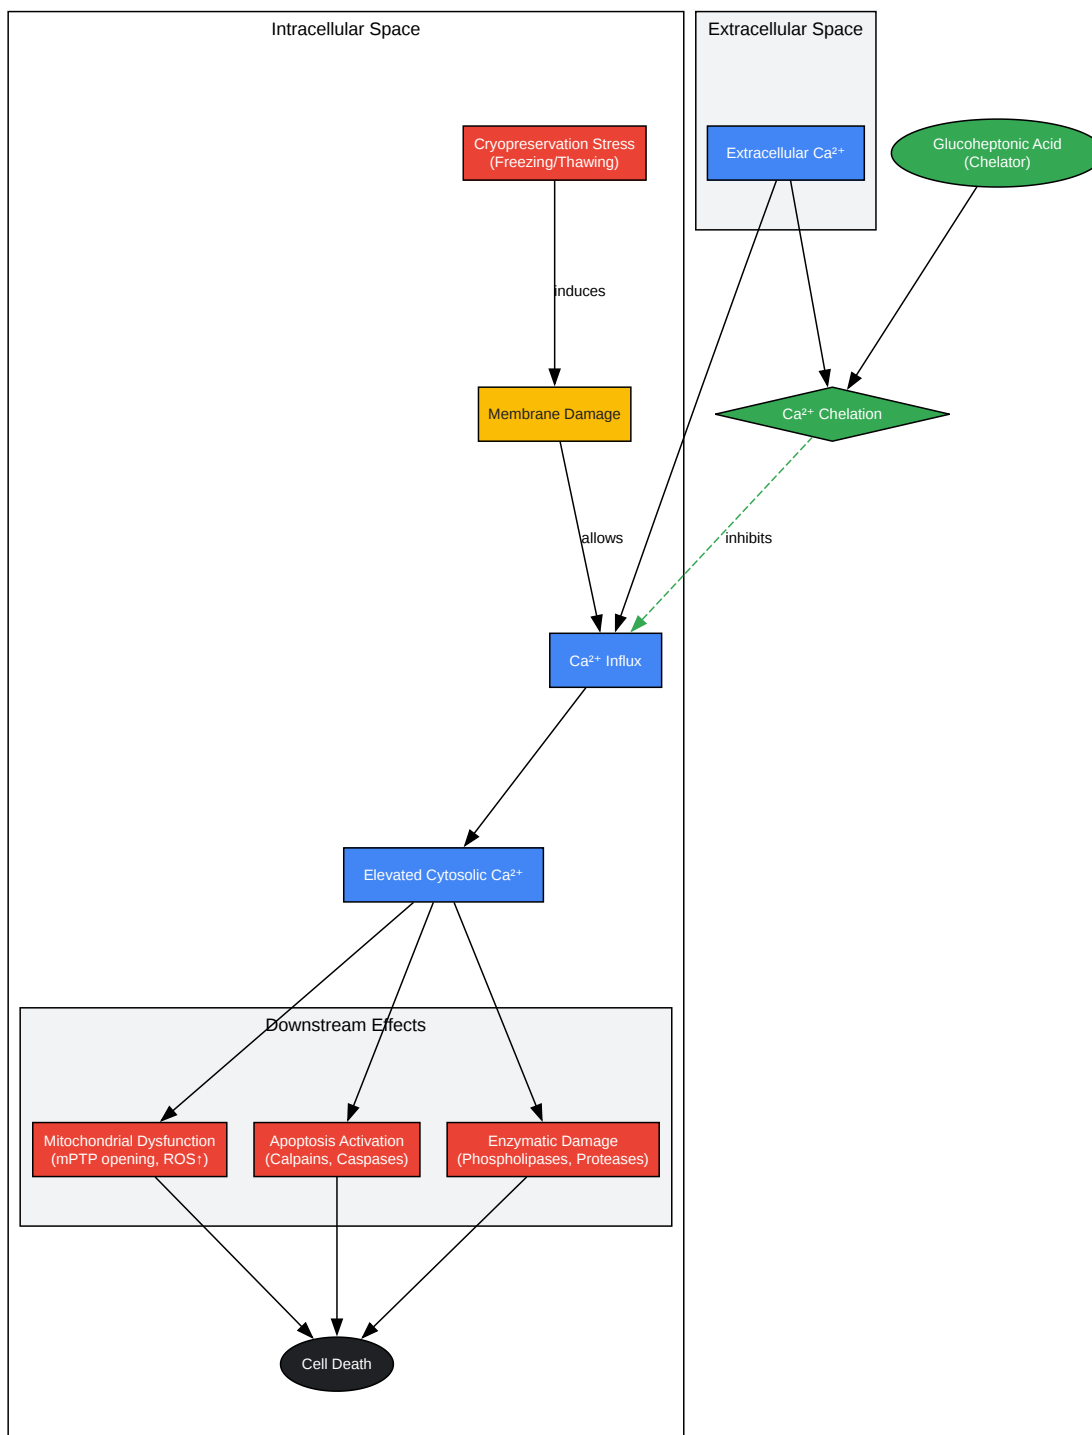 Intracellular Space
Extracellular Space
Cryopreservation Stress
(Freezing/Thawing)
Extracellular Ca²⁺
Glucoheptonic Acid
(Chelator)
induces
Membrane Damage
Ca²⁺ Chelation
allows
inhibits
Ca²⁺ Influx
Elevated Cytosolic Ca²⁺
Downstream Effects
Mitochondrial Dysfunction
(mPTP opening, ROS↑)
Apoptosis Activation
(Calpains, Caspases)
Enzymatic Damage
(Phospholipases, Proteases)
Cell Death